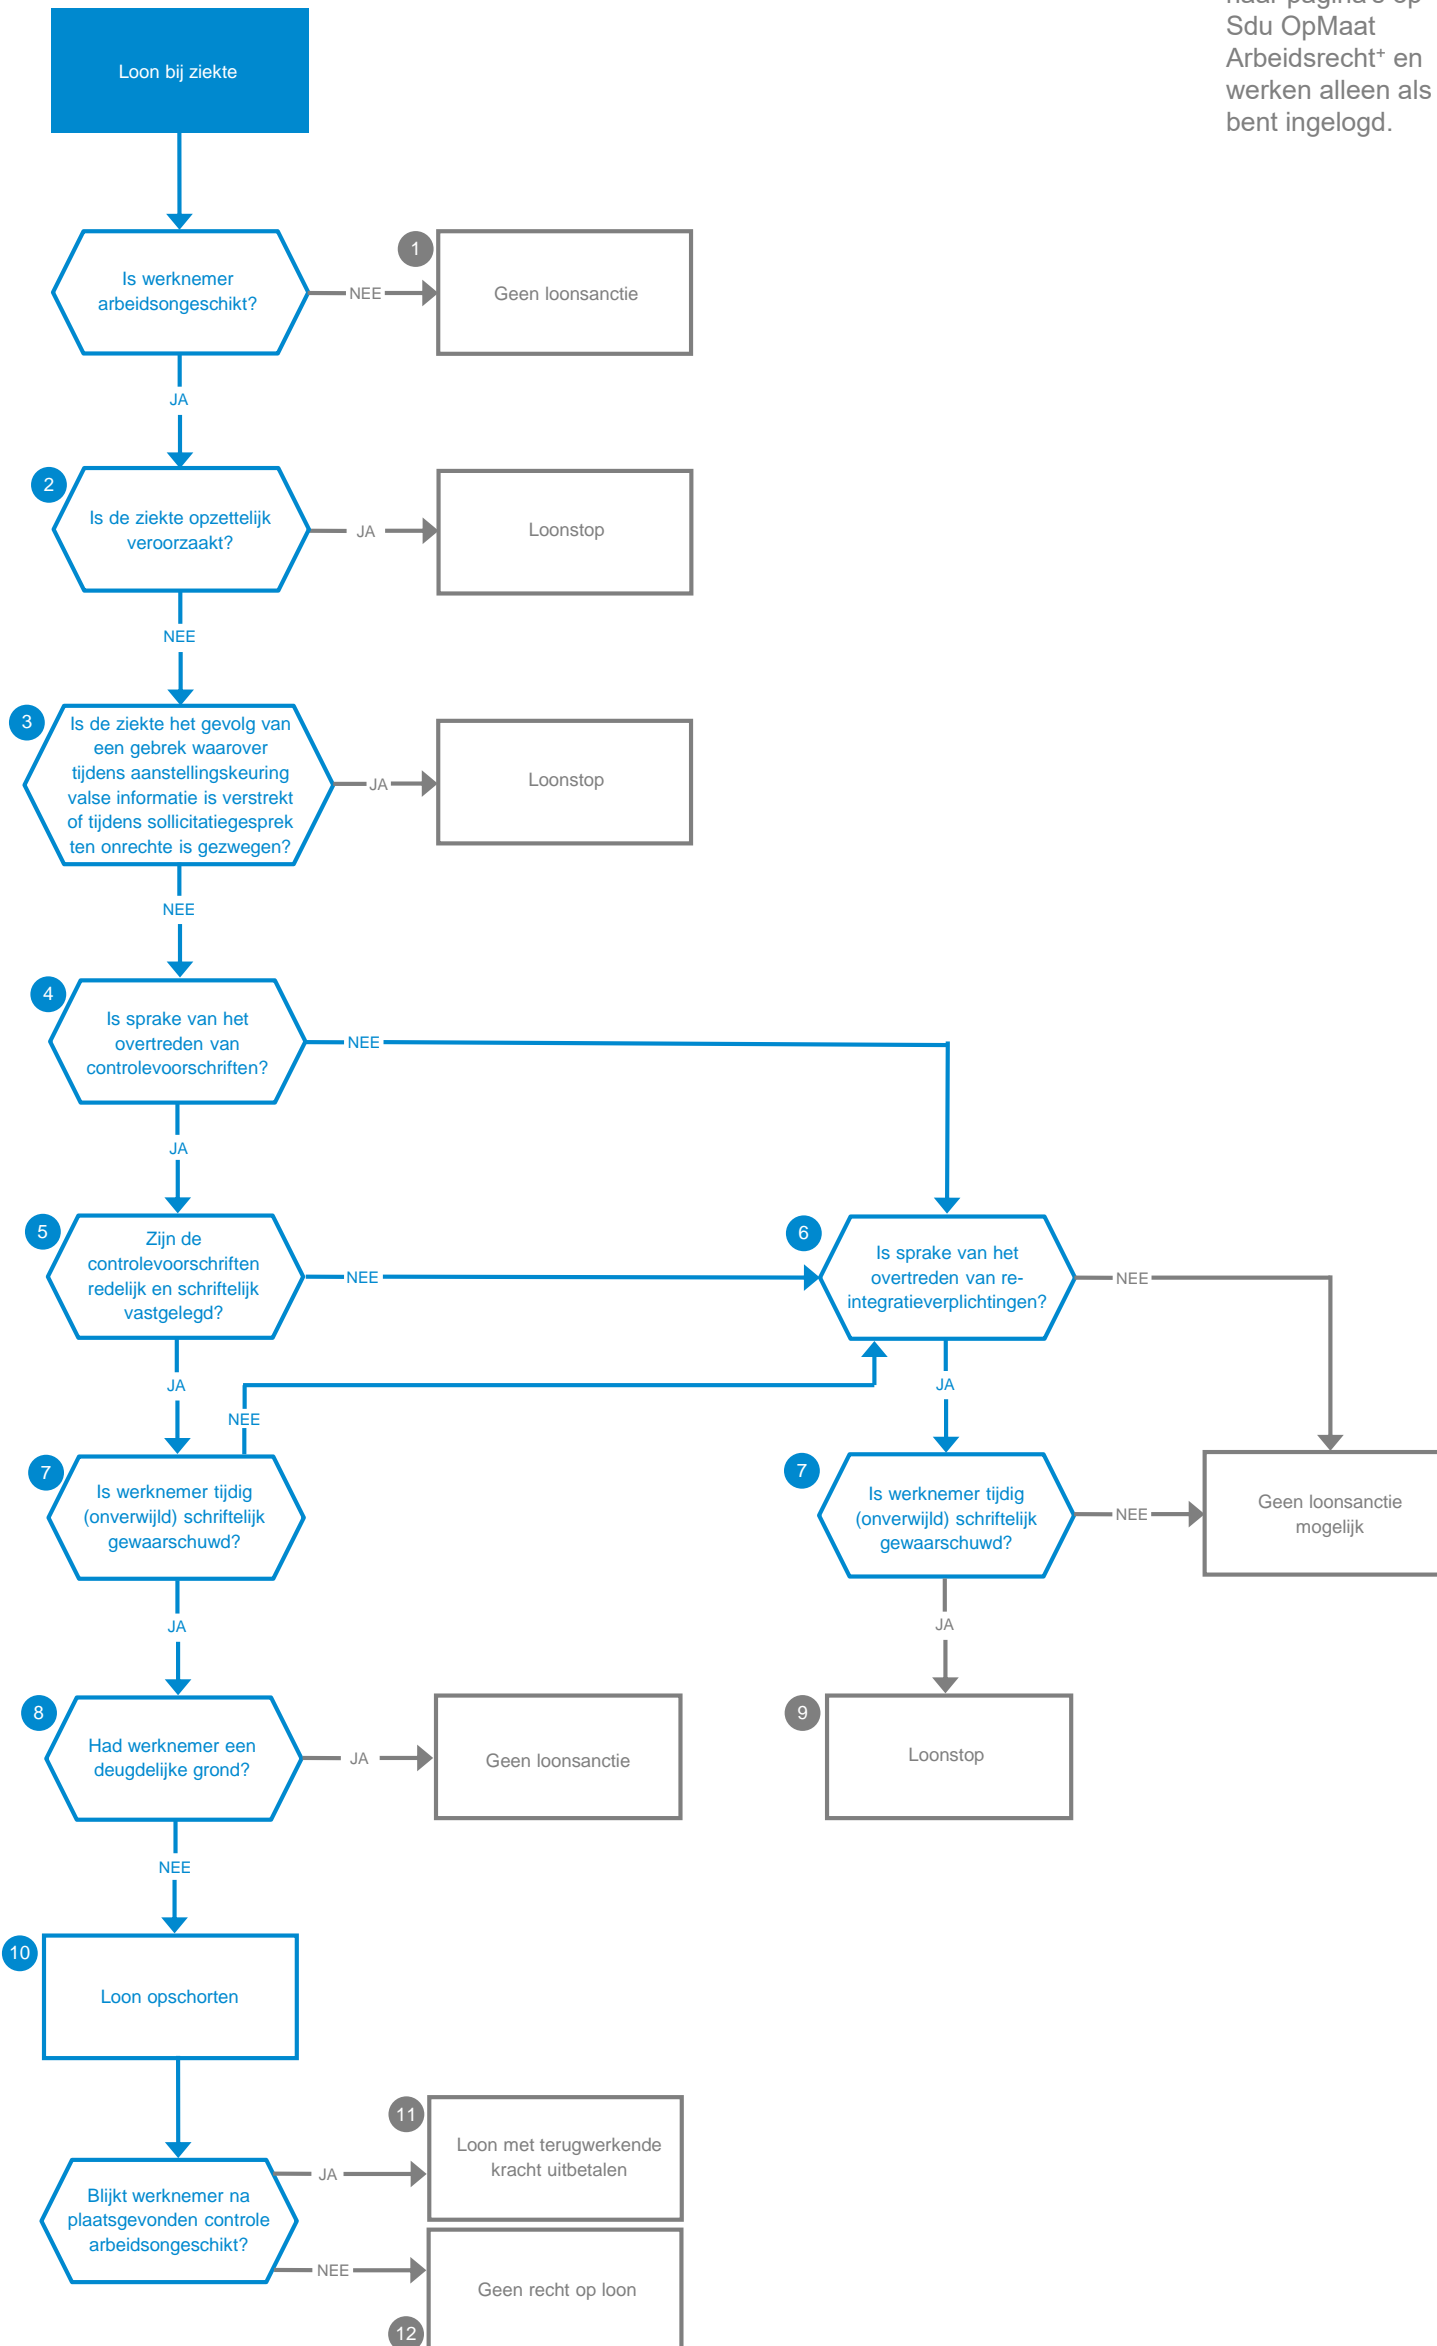 naar pagina's op
Sdu OpMaat
Arbeidsrecht+ en
werken alleen als
bent ingelogd.
Loon bij ziekte
Is werknemer
arbeidsongeschikt?
NEE
1
Geen loonsanctie
JA
2
Is de ziekte opzettelijk
veroorzaakt?
JA
Loonstop
NEE
3
Is de ziekte het gevolg van
een gebrek waarover
tijdens aanstellingskeuring
valse informatie is verstrekt
of tijdens sollicitatiegesprek
ten onrechte is gezwegen?
JA
Loonstop
NEE
4
Is sprake van het
overtreden van
controlevoorschriften?
NEE
JA
5
Zijn de
controlevoorschriften
redelijk en schriftelijk
vastgelegd?
NEE
6
Is sprake van het
overtreden van re-
integratieverplichtingen?
NEE
JA
NEE
JA
7
Is werknemer tijdig
(onverwijld) schriftelijk
gewaarschuwd?
7
Is werknemer tijdig
(onverwijld) schriftelijk
gewaarschuwd?
NEE
Geen loonsanctie
mogelijk
JA
JA
8
Had werknemer een
deugdelijke grond?
JA
Geen loonsanctie
9
Loonstop
NEE
10
Loon opschorten
11
Loon met terugwerkende
kracht uitbetalen
JA
Blijkt werknemer na
plaatsgevonden controle
arbeidsongeschikt?
NEE
Geen recht op loon
12